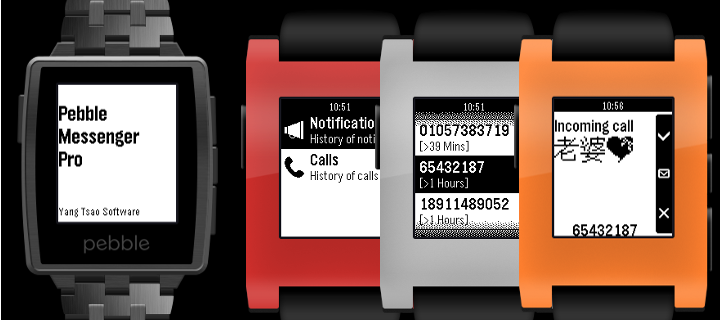 Pebble
Messenger
Pro
Yang Tsao Software
pebble
10:51
Notificatio
History of noti
Calls
History of calls
10:51
01057383719
[>39 Mins]
65432187
[>1 Hours]
18911489052
[>1 Hours]
10:56
Incoming call
老婆
65432187